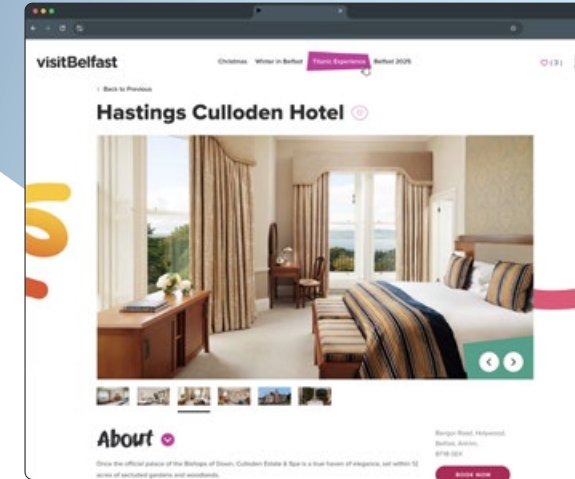 visitBelfast
Christmas Winter in Belfast Titanic Experience Belfast 2025
(3)
Back to Previous
Hastings Culloden Hotel
About
Once the official palace of the Bishops of Down, Culloden Estate & Spa is a true haven of elegance, set within 12
acres of secluded gardens and woodlands.
Bangor Road, Holywood,
Belfast, Antrim,
BT18 0EX
BOOK NOW